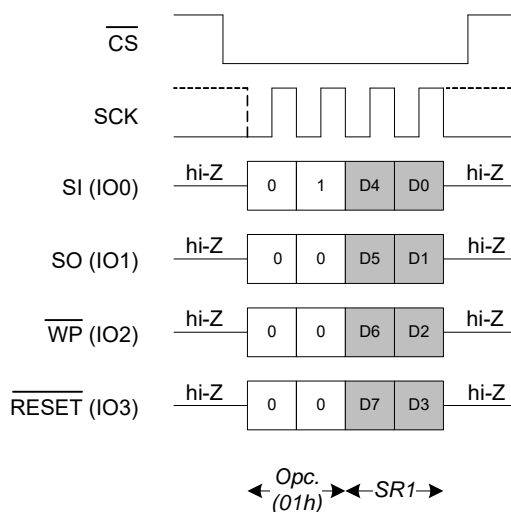 CS
SCK
hi-Z hi-Z
SI (IO0) 0 1 D4 D0
hi-Z hi-Z
SO (IO1) 0 0 D5 D1
hi-Z hi-Z
WP (IO2) 0 0 D6 D2
hi-Z hi-Z
RESET (IO3) 0 0 D7 D3
Opc. SR1
(01h)